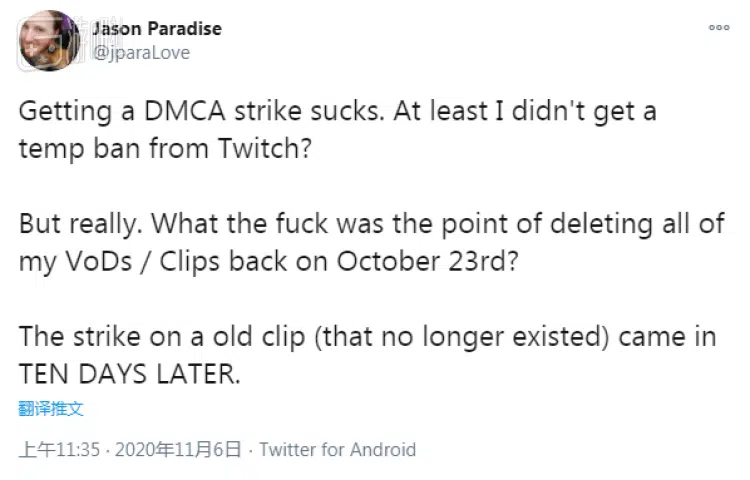 Jason Paradise
@jparaLove
Getting a DMCA strike sucks. At least I didn't get a
temp ban from Twitch?
But really. What the fuck was the point of deleting all of
my VoDs / Clips back on October 23rd?
The strike on a old clip (that no longer existed) came in
TEN DAYS LATER.
翻译推文
上午11:35 · 2020年11月6日 · Twitter for Android